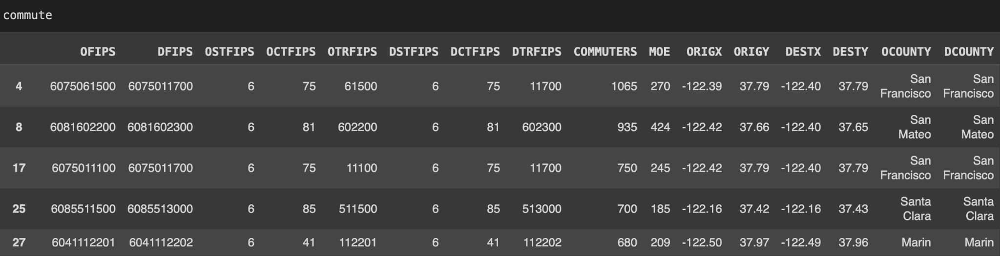 commute
OFIPS DFIPS OSTFIPS OCTFIPS OTRFIPS DSTFIPS DCTFIPS DTRFIPS COMMUTERS MOE ORIGX ORIGY DESTX DESTY OCOUNTY DCOUNTY
4 6075061500 6075011700 6 75 61500 6 75 11700 1065 270 -122.39 37.79 -122.40 37.79 San Francisco San Francisco
8 6081602200 6081602300 6 81 602200 6 81 602300 935 424 -122.42 37.66 -122.40 37.65 San Mateo San Mateo
17 6075011100 6075011700 6 75 11100 6 75 11700 750 245 -122.42 37.79 -122.40 37.79 San Francisco San Francisco
25 6085511500 6085513000 6 85 511500 6 85 513000 700 185 -122.16 37.42 -122.16 37.43 Santa Clara Santa Clara
27 6041112201 6041112202 6 41 112201 6 41 112202 680 209 -122.50 37.97 -122.49 37.96 Marin Marin